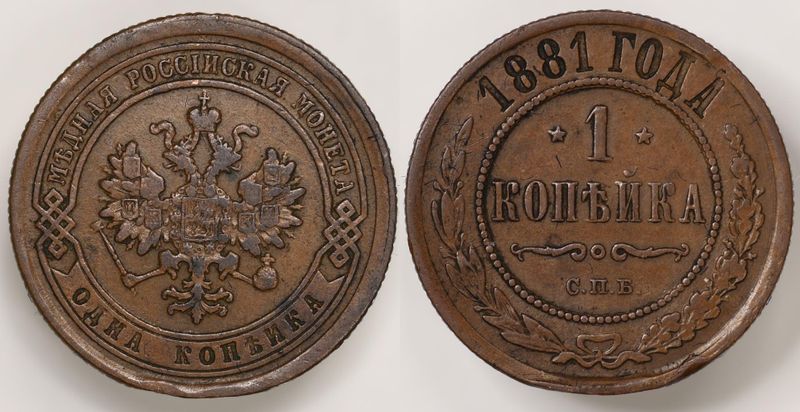 МѢДНАЯ РОССІЙСКАЯ МОНЕТА
ОДНА КОПѢЙКА
1881 ГОДА
1
КОПѢЙКА
С.П.Б.